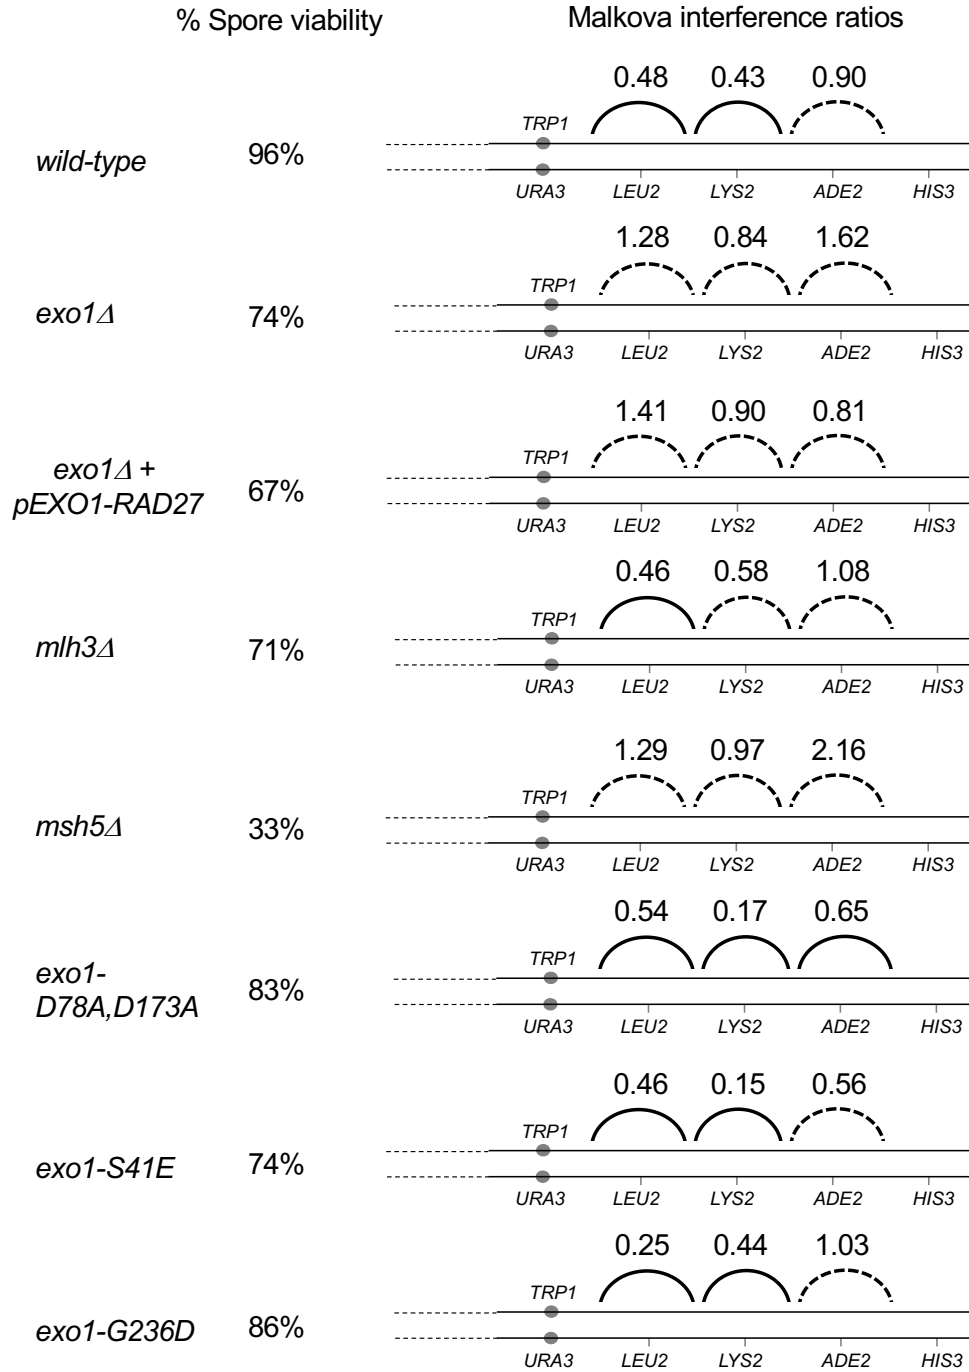 % Spore viability
Malkova interference ratios
0.48 0.43 0.90
TRP1
wild-type 96%
URA3 LEU2 LYS2 ADE2 HIS3
1.28 0.84 1.62
TRP1
exo1Δ 74%
URA3 LEU2 LYS2 ADE2 HIS3
1.41 0.90 0.81
TRP1
exo1Δ +
pEXO1-RAD27 67%
URA3 LEU2 LYS2 ADE2 HIS3
0.46 0.58 1.08
TRP1
mlh3Δ 71%
URA3 LEU2 LYS2 ADE2 HIS3
1.29 0.97 2.16
TRP1
msh5Δ 33%
URA3 LEU2 LYS2 ADE2 HIS3
0.54 0.17 0.65
TRP1
exo1-
D78A,D173A 83%
URA3 LEU2 LYS2 ADE2 HIS3
0.46 0.15 0.56
TRP1
exo1-S41E 74%
URA3 LEU2 LYS2 ADE2 HIS3
0.25 0.44 1.03
TRP1
exo1-G236D 86%
URA3 LEU2 LYS2 ADE2 HIS3